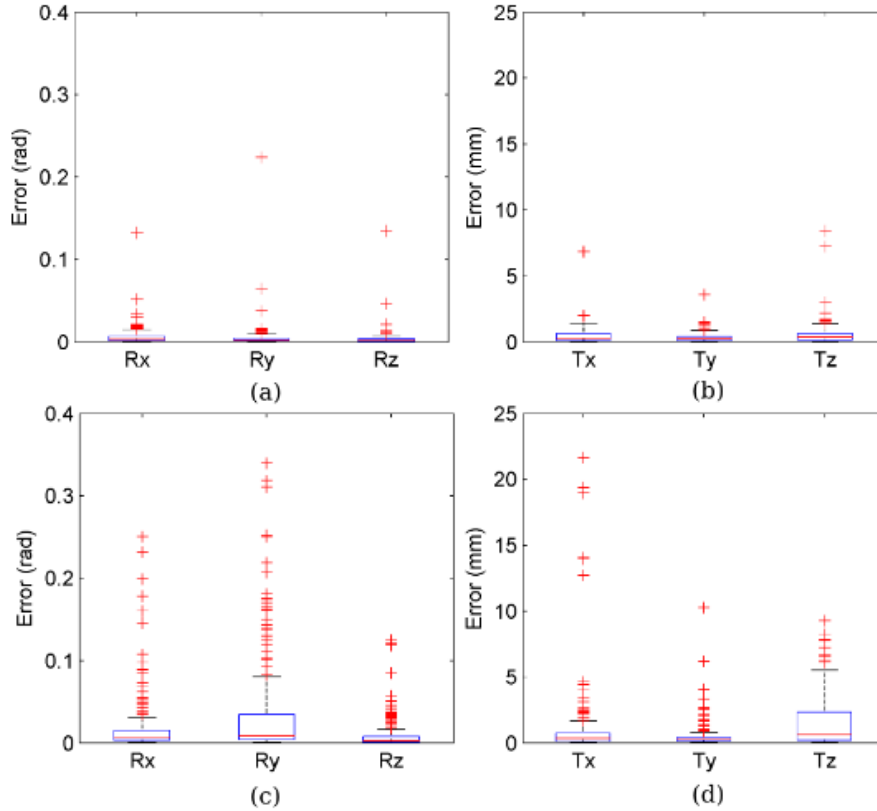 0.4
0.3
0.2
0.1
0
Error (rad)
Rx Ry Rz
(a)
25
20
15
10
5
0
Error (mm)
Tx Ty Tz
(b)
0.4
0.3
0.2
0.1
0
Error (rad)
Rx Ry Rz
(c)
25
20
15
10
5
0
Error (mm)
Tx Ty Tz
(d)